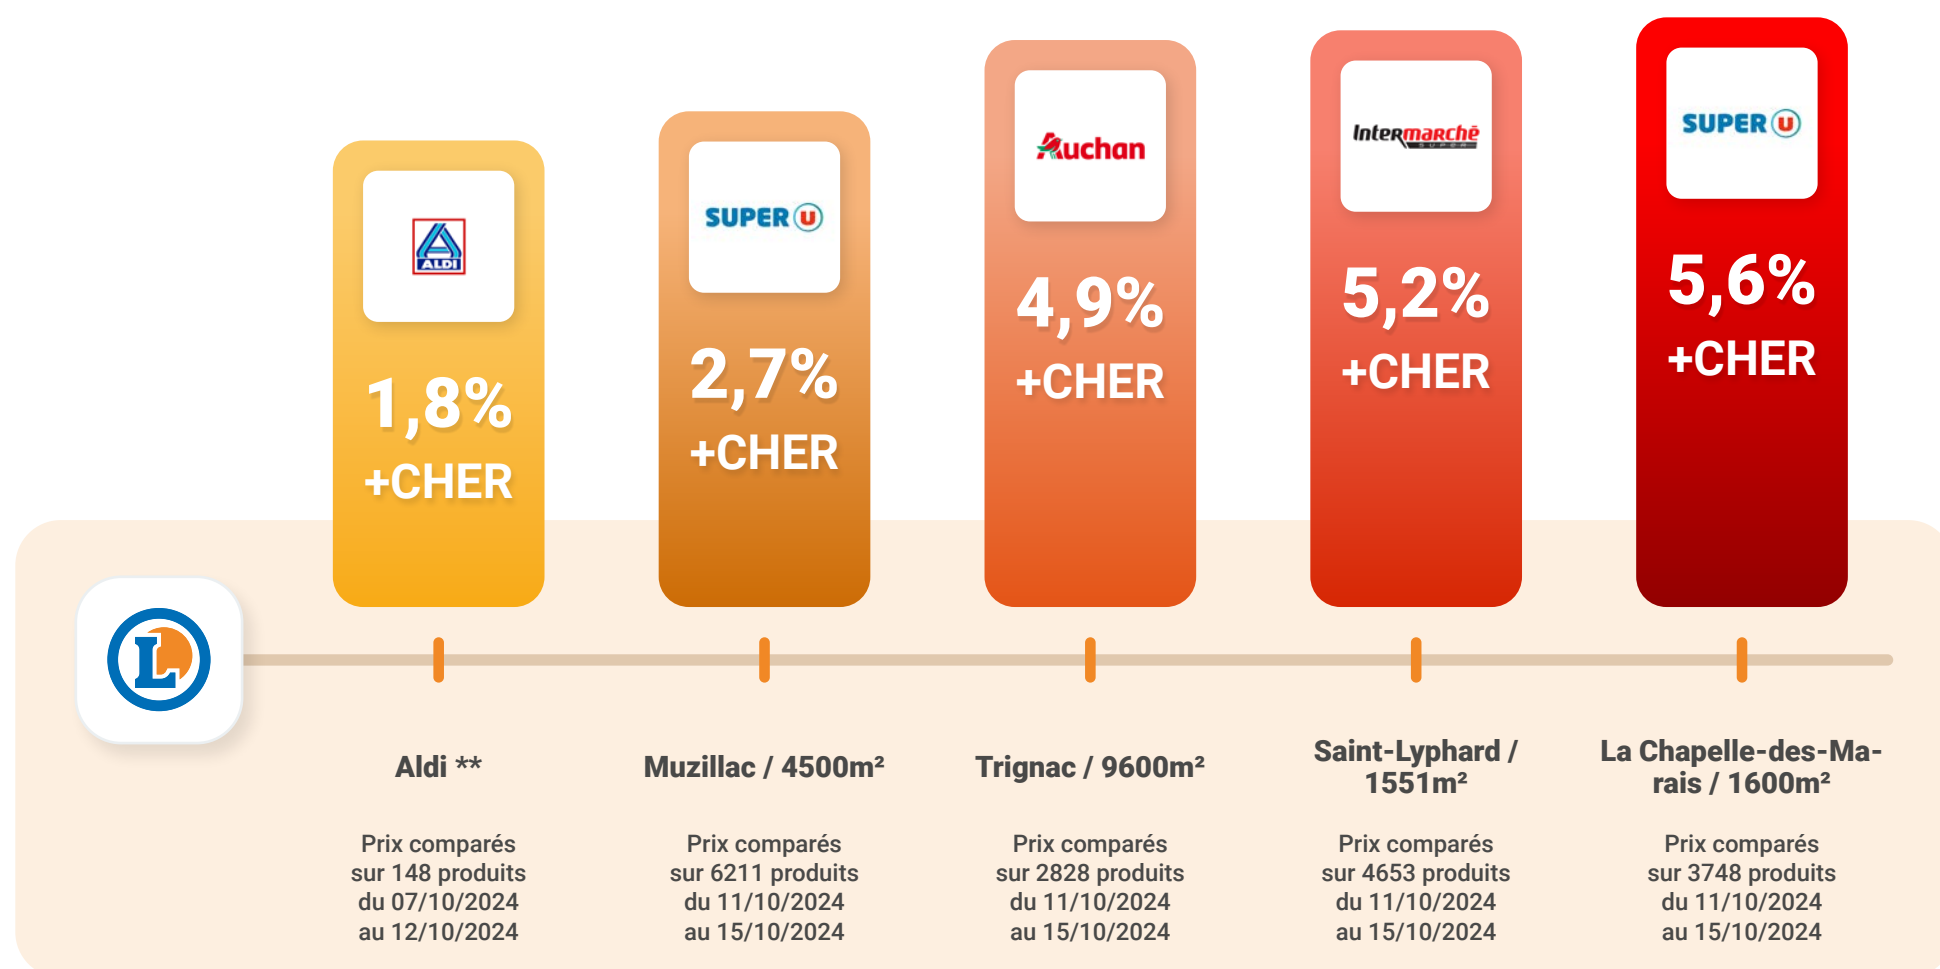 ALDI
1,8%
+CHER
SUPER U
2,7%
+CHER
Auchan
4,9%
+CHER
Intermarchē
SUPER
5,2%
+CHER
SUPER U
5,6%
+CHER
L
Aldi **
Prix comparés
sur 148 produits
du 07/10/2024
au 12/10/2024
Muzillac / 4500m²
Prix comparés
sur 6211 produits
du 11/10/2024
au 15/10/2024
Trignac / 9600m²
Prix comparés
sur 2828 produits
du 11/10/2024
au 15/10/2024
Saint-Lyphard /
1551m²
Prix comparés
sur 4653 produits
du 11/10/2024
au 15/10/2024
La Chapelle-des-Ma-
rais / 1600m²
Prix comparés
sur 3748 produits
du 11/10/2024
au 15/10/2024